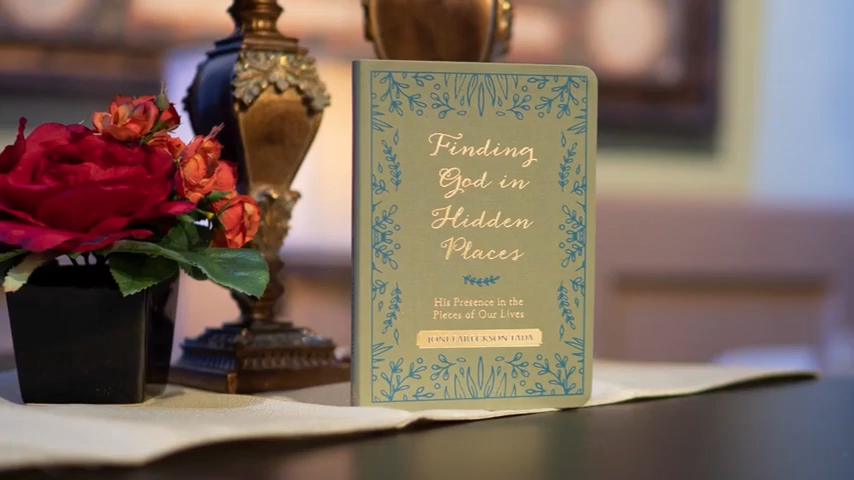 Finding
God in
Hidden
Places
His Presence in the
Pieces of Our Lives
JONI EARECKSON TADA